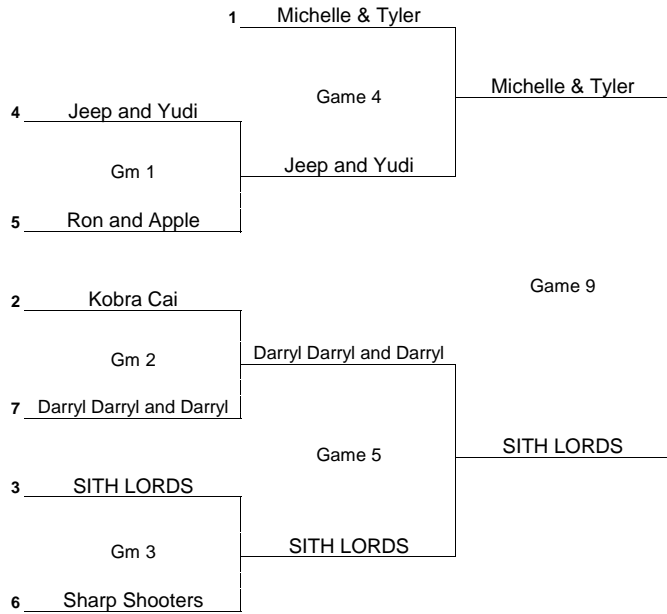 1 Michelle & Tyler
Game 4
Michelle & Tyler
4 Jeep and Yudi
Gm 1
Jeep and Yudi
5 Ron and Apple
Game 9
2 Kobra Cai
Gm 2
Darryl Darryl and Darryl
7 Darryl Darryl and Darryl
Game 5
SITH LORDS
3 SITH LORDS
Gm 3
SITH LORDS
6 Sharp Shooters